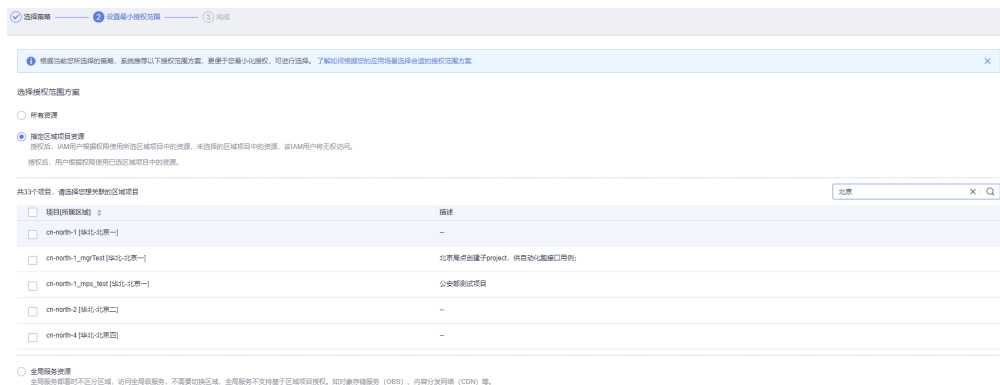 选择策略 2 设置最小授权范围 3 完成
根据当前您所选择的策略，系统推荐以下授权范围方案，更便于您最小化授权，可进行选择。 了解如何根据您的应用场景选择合适的授权范围方案
选择授权范围方案
所有资源
指定区域项目资源
授权后，IAM用户根据权限使用所选区域项目中的资源，未选择的区域项目中的资源，该IAM用户将无权访问。
授权后，用户根据权限使用已选区域项目中的资源。
共33个项目，请选择您想关联的区域项目 北京
项目[所属区域] 描述
cn-north-1 [华北-北京一] --
cn-north-1_mgrTest [华北-北京一] 北京局点创建子project，供自动化跑接口用例;
cn-north-1_mps_test [华北-北京一] 公安部测试项目
cn-north-2 [华北-北京二] --
cn-north-4 [华北-北京四] --
全局服务资源
全局服务部署时不区分区域，访问全局级服务，不需要切换区域，全局服务不支持基于区域项目授权。如对象存储服务（OBS）、内容分发网络（CDN）等。